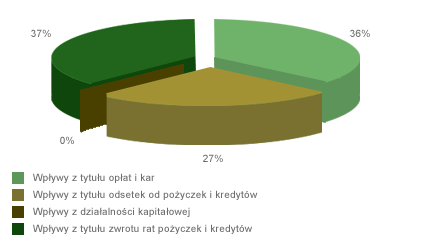 37%
36%
0%
27%
Wpływy z tytułu opłat i kar
Wpływy z tytułu odsetek od pożyczek i kredytów
Wpływy z działalności kapitałowej
Wpływy z tytułu zwrotu rat pożyczek i kredytów